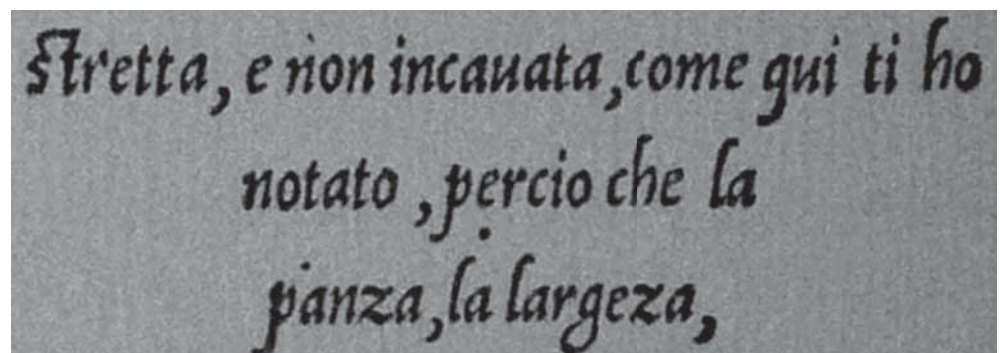 stretta, e non incauata, come qui ti ho
notato, percio che la
panza, la largeza,